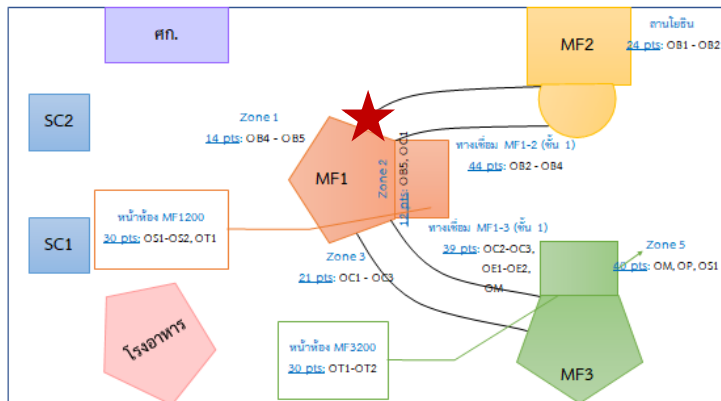 ศก.
ลานโยธิน
MF2
24 pts: OB1 - OB2
SC2
Zone 1
14 pts: OB4 - OB5
MF1
Zone 2
12 pts: OB5, OC1
ทางเชื่อม MF1-2 (ชั้น 1)
44 pts: OB2 - OB4
หน้าห้อง MF1200
30 pts: OS1-OS2, OT1
SC1
ทางเชื่อม MF1-3 (ชั้น 1)
39 pts: OC2-OC3,
OE1-OE2,
OM
Zone 3
21 pts: OC1 - OC3
Zone 5
40 pts: OM, OP, OS1
โรงอาหาร
หน้าห้อง MF3200
30 pts: OT1-OT2
MF3